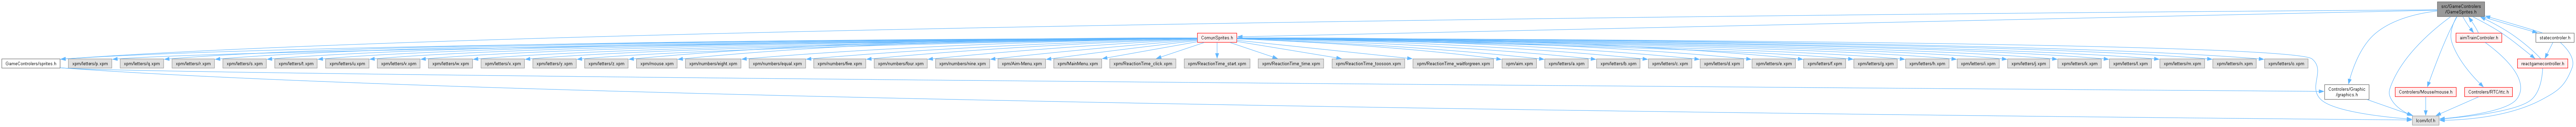 src/GameControlers
/GameSprites.h
ComunSprites.h
aimTrainControler.h
statecontroler.h
GameControlers/sprites.h
xpm/letters/p.xpm
xpm/letters/q.xpm
xpm/letters/r.xpm
xpm/letters/s.xpm
xpm/letters/t.xpm
xpm/letters/u.xpm
xpm/letters/v.xpm
xpm/letters/w.xpm
xpm/letters/x.xpm
xpm/letters/y.xpm
xpm/letters/z.xpm
xpm/mouse.xpm
xpm/numbers/eight.xpm
xpm/numbers/equal.xpm
xpm/numbers/five.xpm
xpm/numbers/four.xpm
xpm/numbers/nine.xpm
xpm/Aim-Menu.xpm
xpm/MainMenu.xpm
xpm/ReactionTime_click.xpm
xpm/ReactionTime_start.xpm
xpm/ReactionTime_time.xpm
xpm/ReactionTime_toosoon.xpm
xpm/ReactionTime_waitforgreen.xpm
xpm/aim.xpm
xpm/letters/a.xpm
xpm/letters/b.xpm
xpm/letters/c.xpm
xpm/letters/d.xpm
xpm/letters/e.xpm
xpm/letters/f.xpm
xpm/letters/g.xpm
xpm/letters/h.xpm
xpm/letters/i.xpm
xpm/letters/j.xpm
xpm/letters/k.xpm
xpm/letters/l.xpm
xpm/letters/m.xpm
xpm/letters/n.xpm
xpm/letters/o.xpm
reactgamecontroller.h
Controlers/Graphic
/graphics.h
Controlers/Mouse/mouse.h
Controlers/RTC/rtc.h
lcom/lcf.h